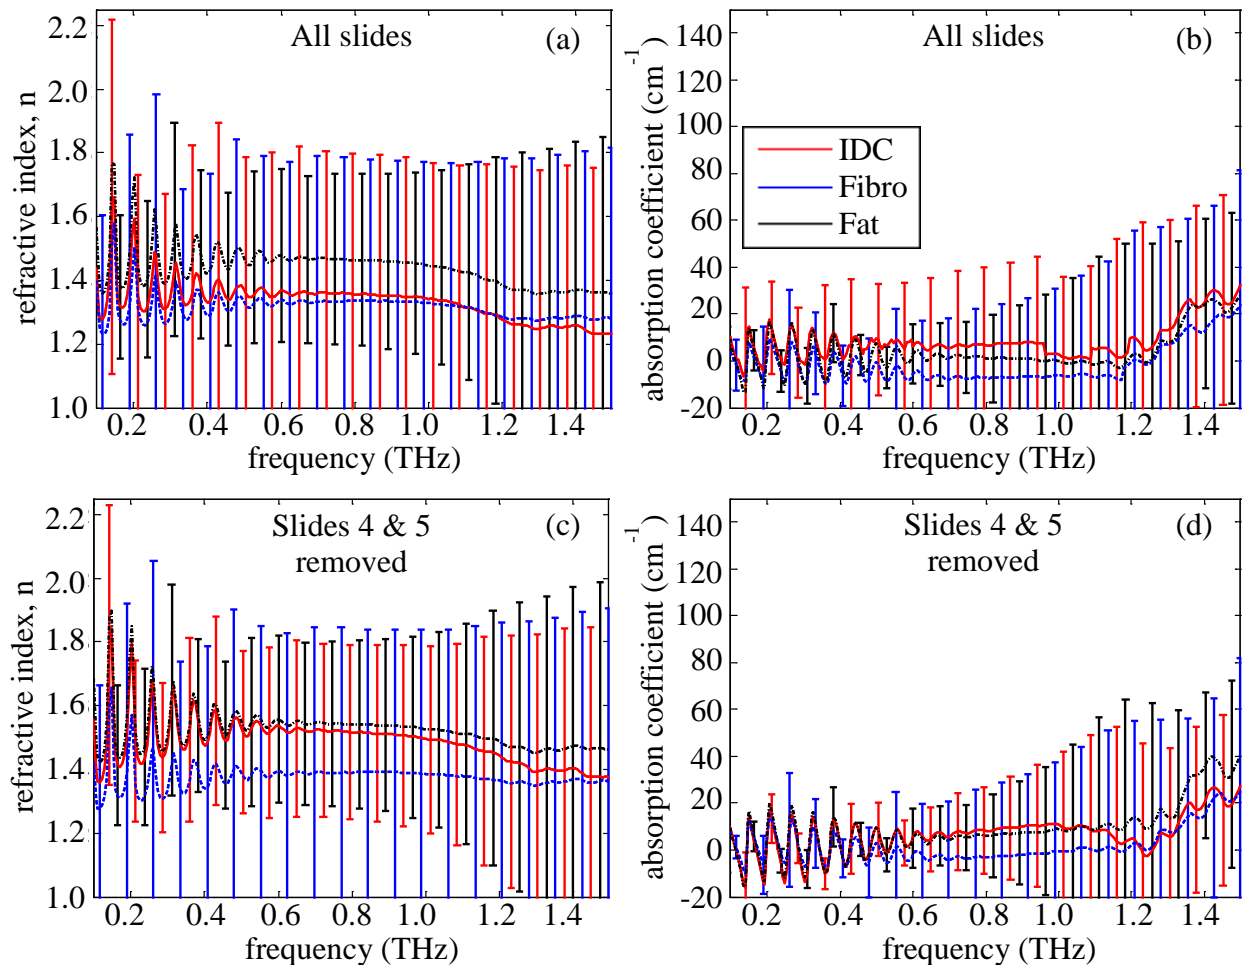 All slides
(a)
refractive index, n
2.2
2.0
1.8
1.6
1.4
1.2
1.0
0.2 0.4 0.6 0.8 1.0 1.2 1.4
frequency (THz)
All slides
(b)
absorption coefficient (cm⁻¹)
140
120
100
80
60
40
20
0
-20
IDC
Fibro
Fat
0.2 0.4 0.6 0.8 1.0 1.2 1.4
frequency (THz)
Slides 4 & 5
removed
(c)
refractive index, n
2.2
2.0
1.8
1.6
1.4
1.2
1.0
0.2 0.4 0.6 0.8 1.0 1.2 1.4
frequency (THz)
Slides 4 & 5
removed
(d)
absorption coefficient (cm⁻¹)
140
120
100
80
60
40
20
0
-20
0.2 0.4 0.6 0.8 1.0 1.2 1.4
frequency (THz)